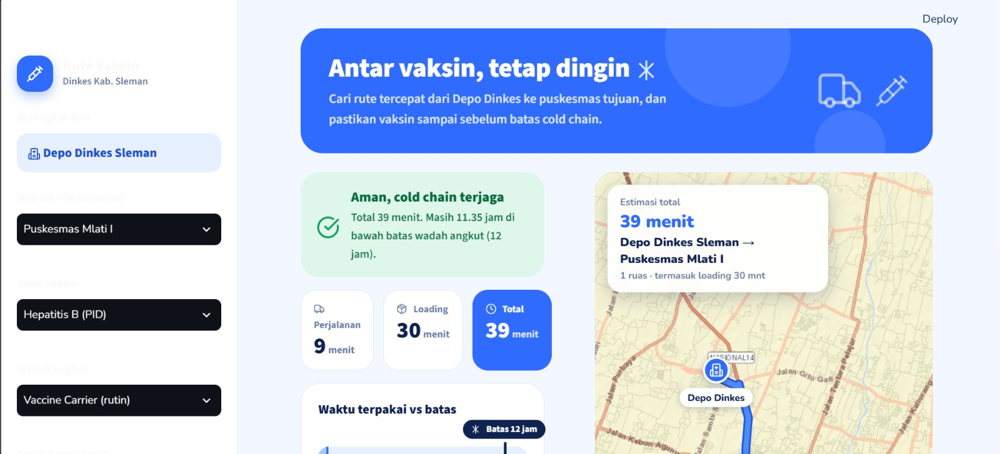 Deploy
Rute Vaksin
Dinkes Kab. Sleman
Berangkat dari
Depo Dinkes Sleman
Mau dikirim ke mana?
Puskesmas Mlati I
Jenis vaksin
Hepatitis B (PID)
Wadah angkut
Vaccine Carrier (rutin)
Kondisi perjalanan
Antar vaksin, tetap dingin
Cari rute tercepat dari Depo Dinkes ke puskesmas tujuan, dan
pastikan vaksin sampai sebelum batas cold chain.
Aman, cold chain terjaga
Total 39 menit. Masih 11.35 jam di
bawah batas wadah angkut (12
jam).
Perjalanan
9 menit
Loading
30 menit
Total
39 menit
Waktu terpakai vs batas
Batas 12 jam
Estimasi total
39 menit
Depo Dinkes Sleman →
Puskesmas Mlati I
1 ruas · termasuk loading 30 mnt
NASIONAL14
Depo Dinkes
Jalan Purbaya
Jalan Gito Gati
Jalan Tentara Pelajar
Jalan Kaliurang
Jalan Kebon Agung